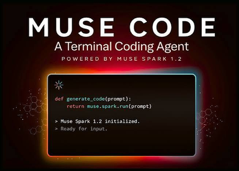 MUSE CODE
A Terminal Coding Agent
POWERED BY MUSE SPARK 1.2
def generate_code(prompt):
return muse.spark.run(prompt)
> Muse Spark 1.2 initialized.
> Ready for input.